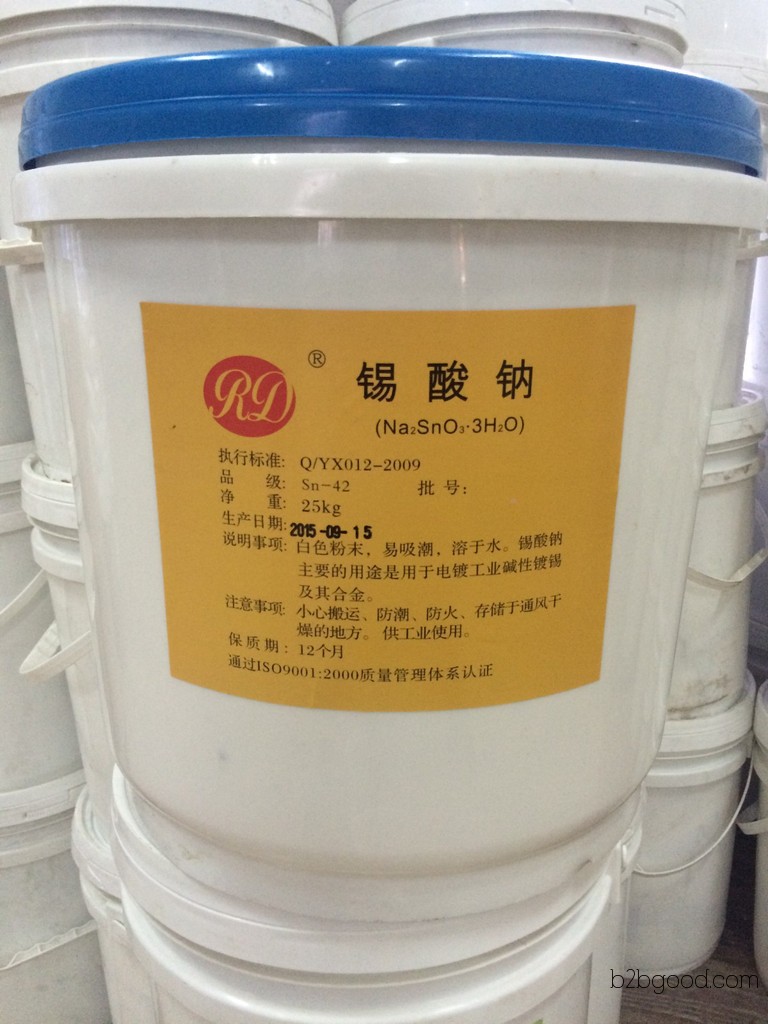 RD ®
锡酸钠
(Na₂SnO₃·3H₂O)
执行标准: Q/YX012-2009
品 级: Sn-42 批号:
净 重: 25kg
生产日期: 2015-09-15
说明事项: 白色粉末，易吸潮，溶于水。锡酸钠
主要的用途是用于电镀工业碱性镀锡
及其合金。
注意事项: 小心搬运、防潮、防火、存储于通风干
燥的地方。供工业使用。
保质期: 12个月
通过ISO9001:2000质量管理体系认证
b2bgood.com